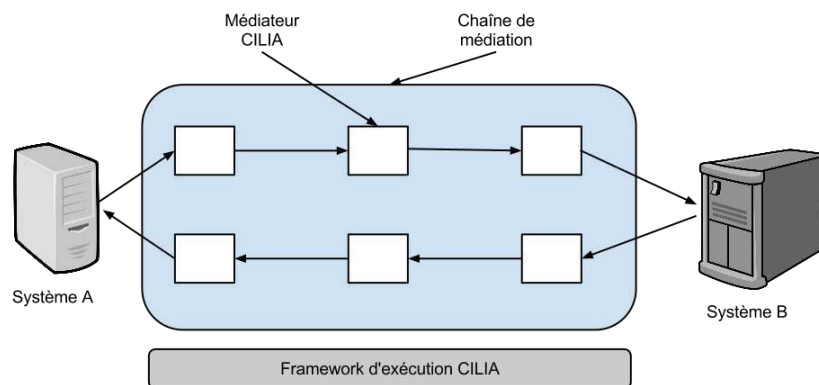 Médiateur
CILIA
Chaîne de
médiation
Système A
Système B
Framework d'exécution CILIA